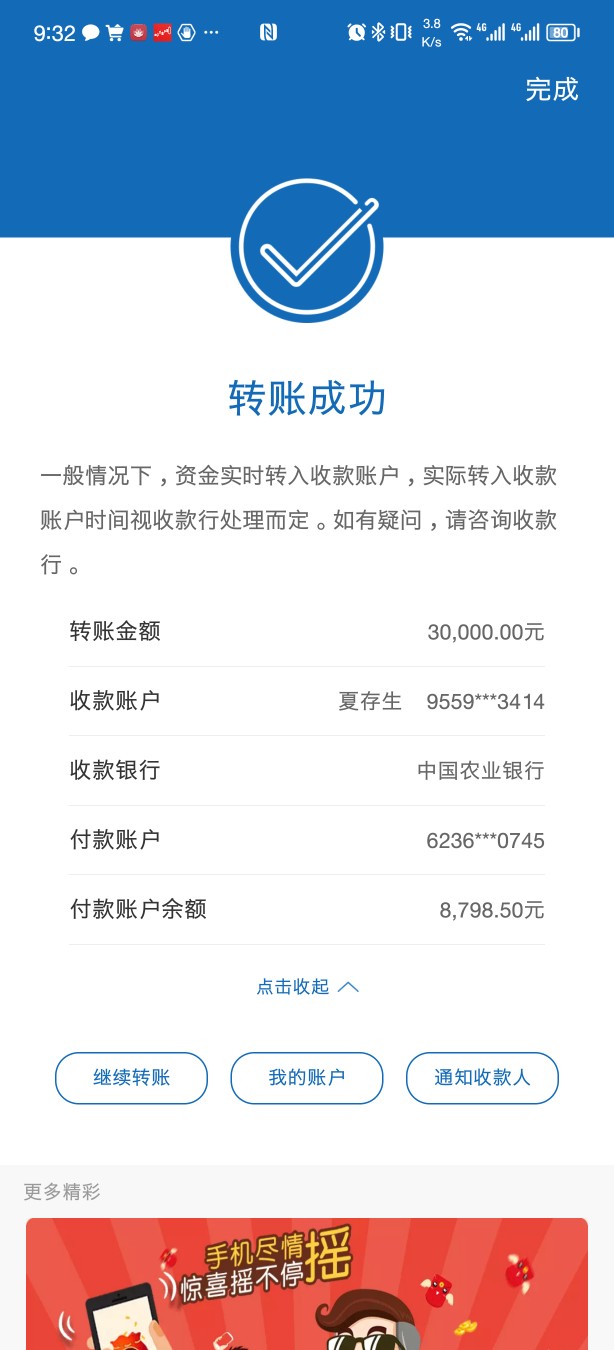 9:32 ··· 3.8 K/s 4G 4G 80
完成
转账成功
一般情况下，资金实时转入收款账户，实际转入收款
账户时间视收款行处理而定。如有疑问，请咨询收款
行。
转账金额 30,000.00元
收款账户 夏存生 9559***3414
收款银行 中国农业银行
付款账户 6236***0745
付款账户余额 8,798.50元
点击收起
继续转账 我的账户 通知收款人
更多精彩
手机尽情摇
惊喜摇不停